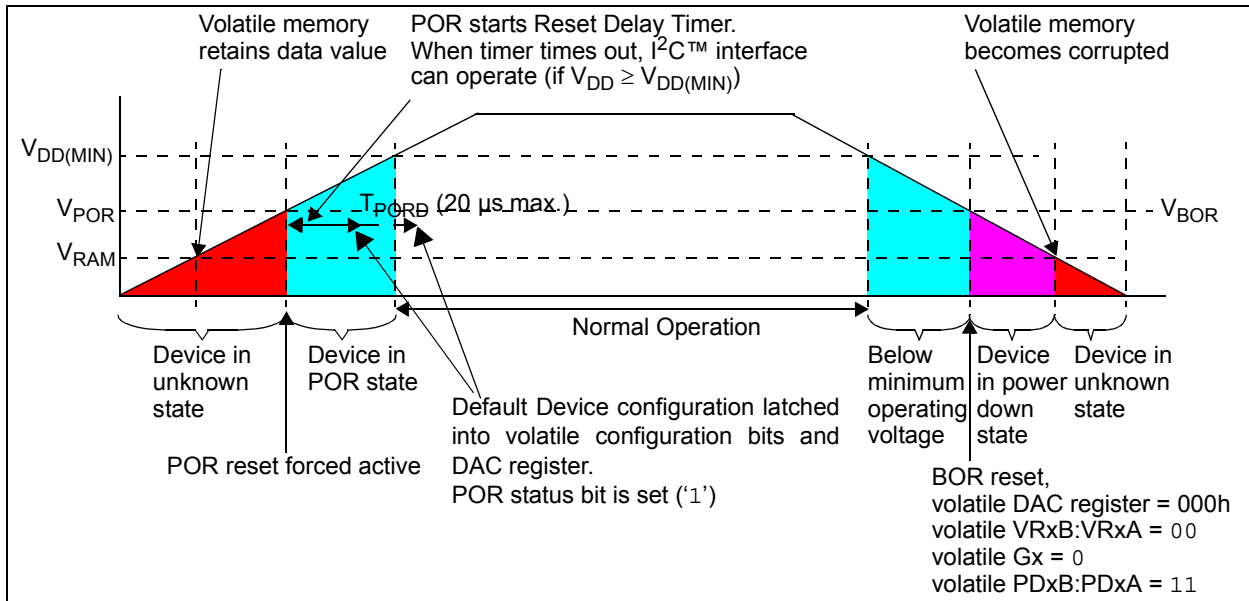 Volatile memory
retains data value
POR starts Reset Delay Timer.
When timer times out, I²C™ interface
can operate (if VDD ≥ VDD(MIN))
Volatile memory
becomes corrupted
VDD(MIN)
VPOR
VRAM
TPORD (20 µs max.)
VBOR
Normal Operation
Device in
unknown
state
Device in
POR state
Below
minimum
operating
voltage
Device
in power
down
state
Device in
unknown
state
POR reset forced active
Default Device configuration latched
into volatile configuration bits and
DAC register.
POR status bit is set (‘1’)
BOR reset,
volatile DAC register = 000h
volatile VRxB:VRxA = 00
volatile Gx = 0
volatile PDxB:PDxA = 11